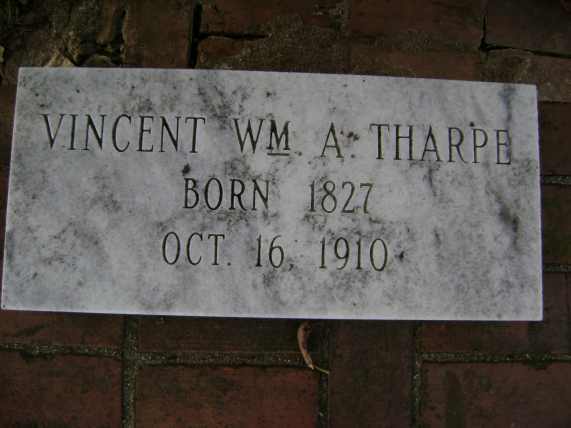 VINCENT WM. A. THARPE
BORN 1827
OCT. 16, 1910